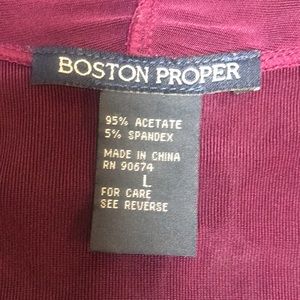 BOSTON PROPER
95% ACETATE
5% SPANDEX
MADE IN CHINA
RN 90674
L
FOR CARE
SEE REVERSE